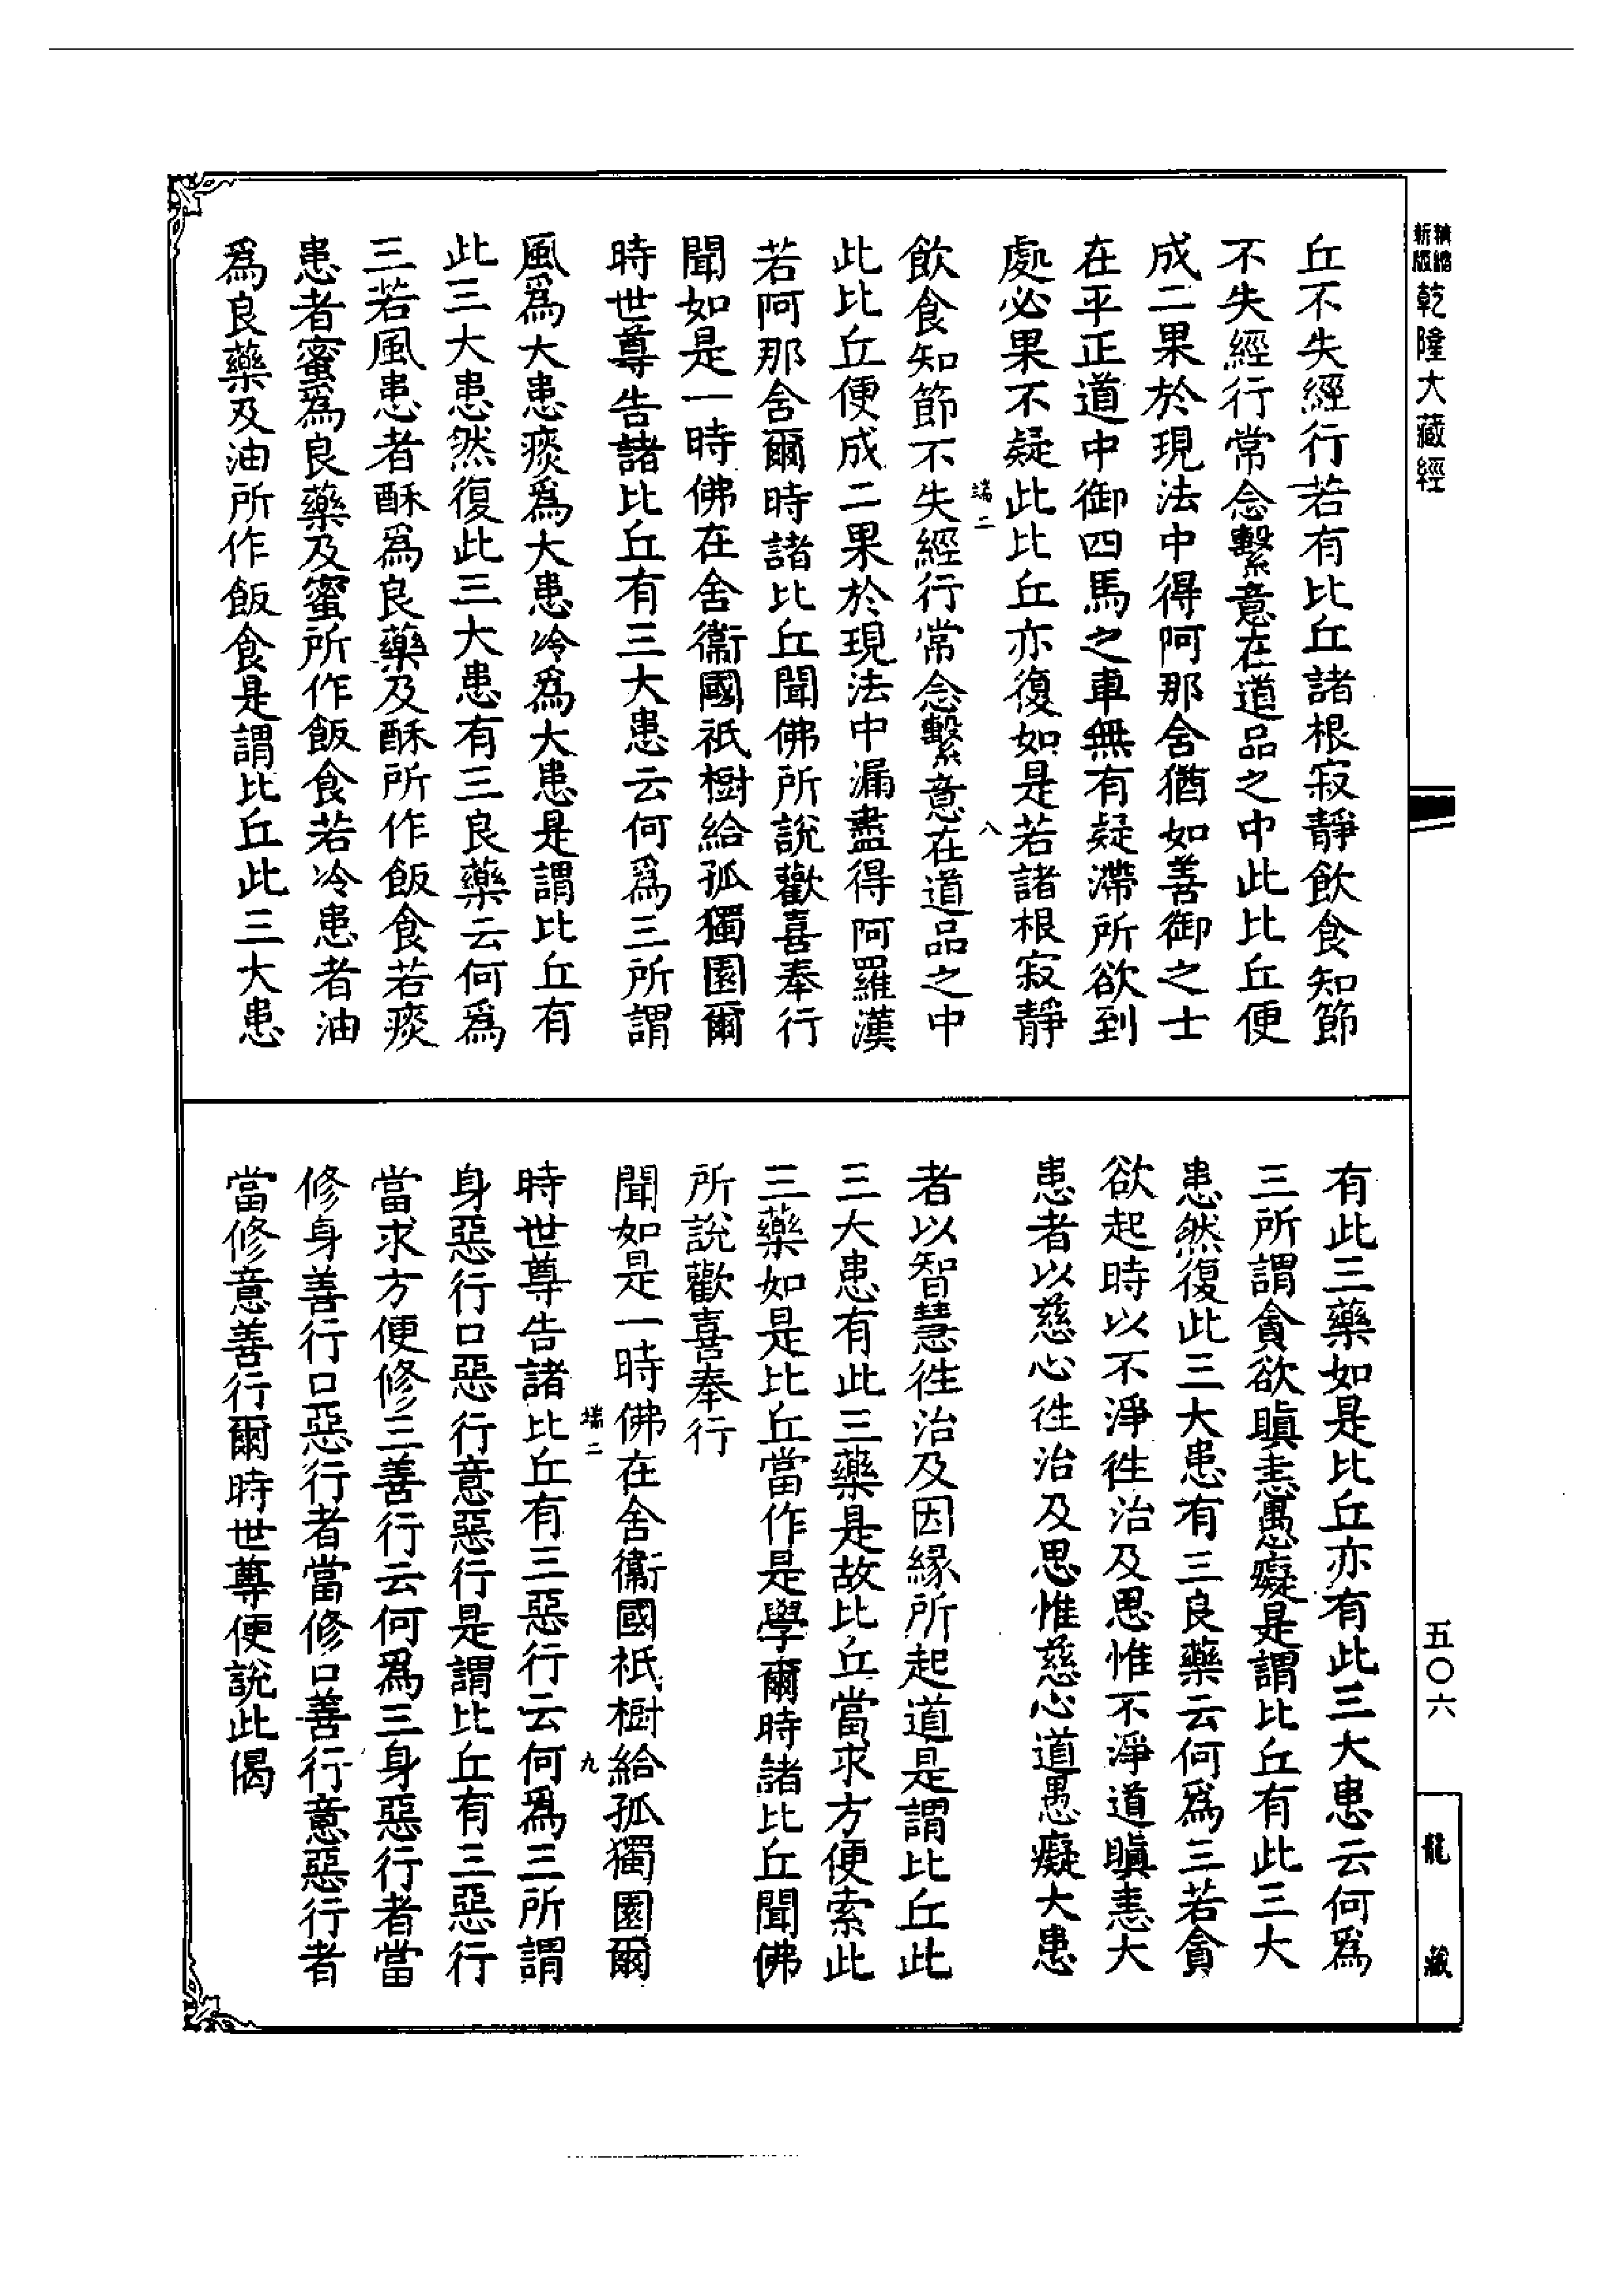 精縮
新版
乾隆大藏經
丘不失經行若有比丘諸根寂靜飲食知節
不失經行常念繫意在道品之中此比丘便
成二果於現法中得阿那舍猶如善御之士
在平正道中御四馬之車無有疑滯所欲到
處必果不疑此比丘亦復如是若諸根寂靜
端二
八
飲食知節不失經行常念繫意在道品之中
此比丘便成二果於現法中漏盡得阿羅漢
若阿那舍爾時諸比丘聞佛所說歡喜奉行
聞如是一時佛在舍衞國祇樹給孤獨園爾
時世尊告諸比丘有三大患云何爲三所謂
風爲大患痰爲大患冷爲大患是謂比丘有
此三大患然復此三大患有三良藥云何爲
三若風患者酥爲良藥及酥所作飯食若痰
患者蜜爲良藥及蜜所作飯食若冷患者油
爲良藥及油所作飯食是謂比丘此三大患
有此三藥如是比丘亦有此三大患云何爲
三所謂貪欲瞋恚愚癡是謂比丘有此三大
患然復此三大患有三良藥云何爲三若貪
欲起時以不淨往治及思惟不淨道瞋恚大
患者以慈心往治及思惟慈心道愚癡大患
者以智慧往治及因緣所起道是謂比丘此
三大患有此三藥是故比丘當求方便索此
三藥如是比丘當作是學爾時諸比丘聞佛
所說歡喜奉行
聞如是一時佛在舍衞國祇樹給孤獨園爾
端二
九
時世尊告諸比丘有三惡行云何爲三所謂
身惡行口惡行意惡行是謂比丘有三惡行
當求方便修三善行云何爲三身惡行者當
修身善行口惡行者當修口善行意惡行者
當修意善行爾時世尊便說此偈
五〇六
龍藏